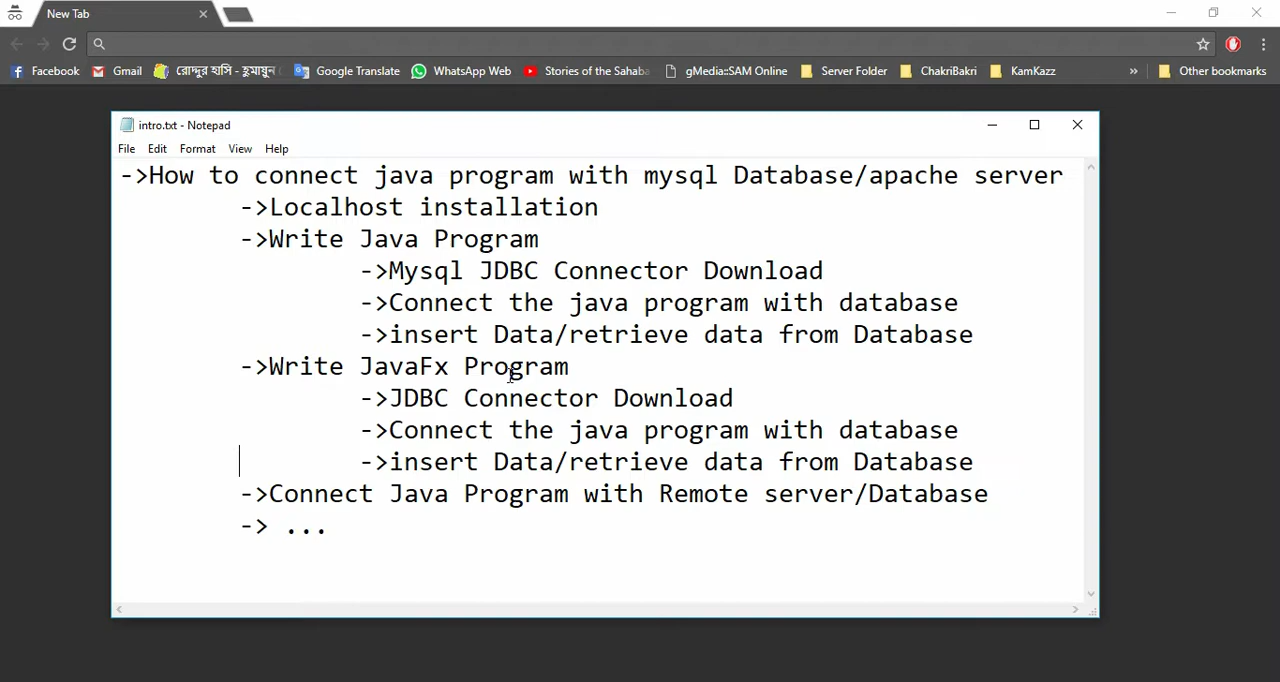 New Tab
Facebook Gmail রোদ্দুর হাসি - হুমায়ুন Google Translate WhatsApp Web Stories of the Sahaba gMedia::SAM Online Server Folder ChakriBakri KamKazz » Other bookmarks
intro.txt - Notepad
File Edit Format View Help
->How to connect java program with mysql Database/apache server
->Localhost installation
->Write Java Program
->Mysql JDBC Connector Download
->Connect the java program with database
->insert Data/retrieve data from Database
->Write JavaFx Program
->JDBC Connector Download
->Connect the java program with database
->insert Data/retrieve data from Database
->Connect Java Program with Remote server/Database
-> ...